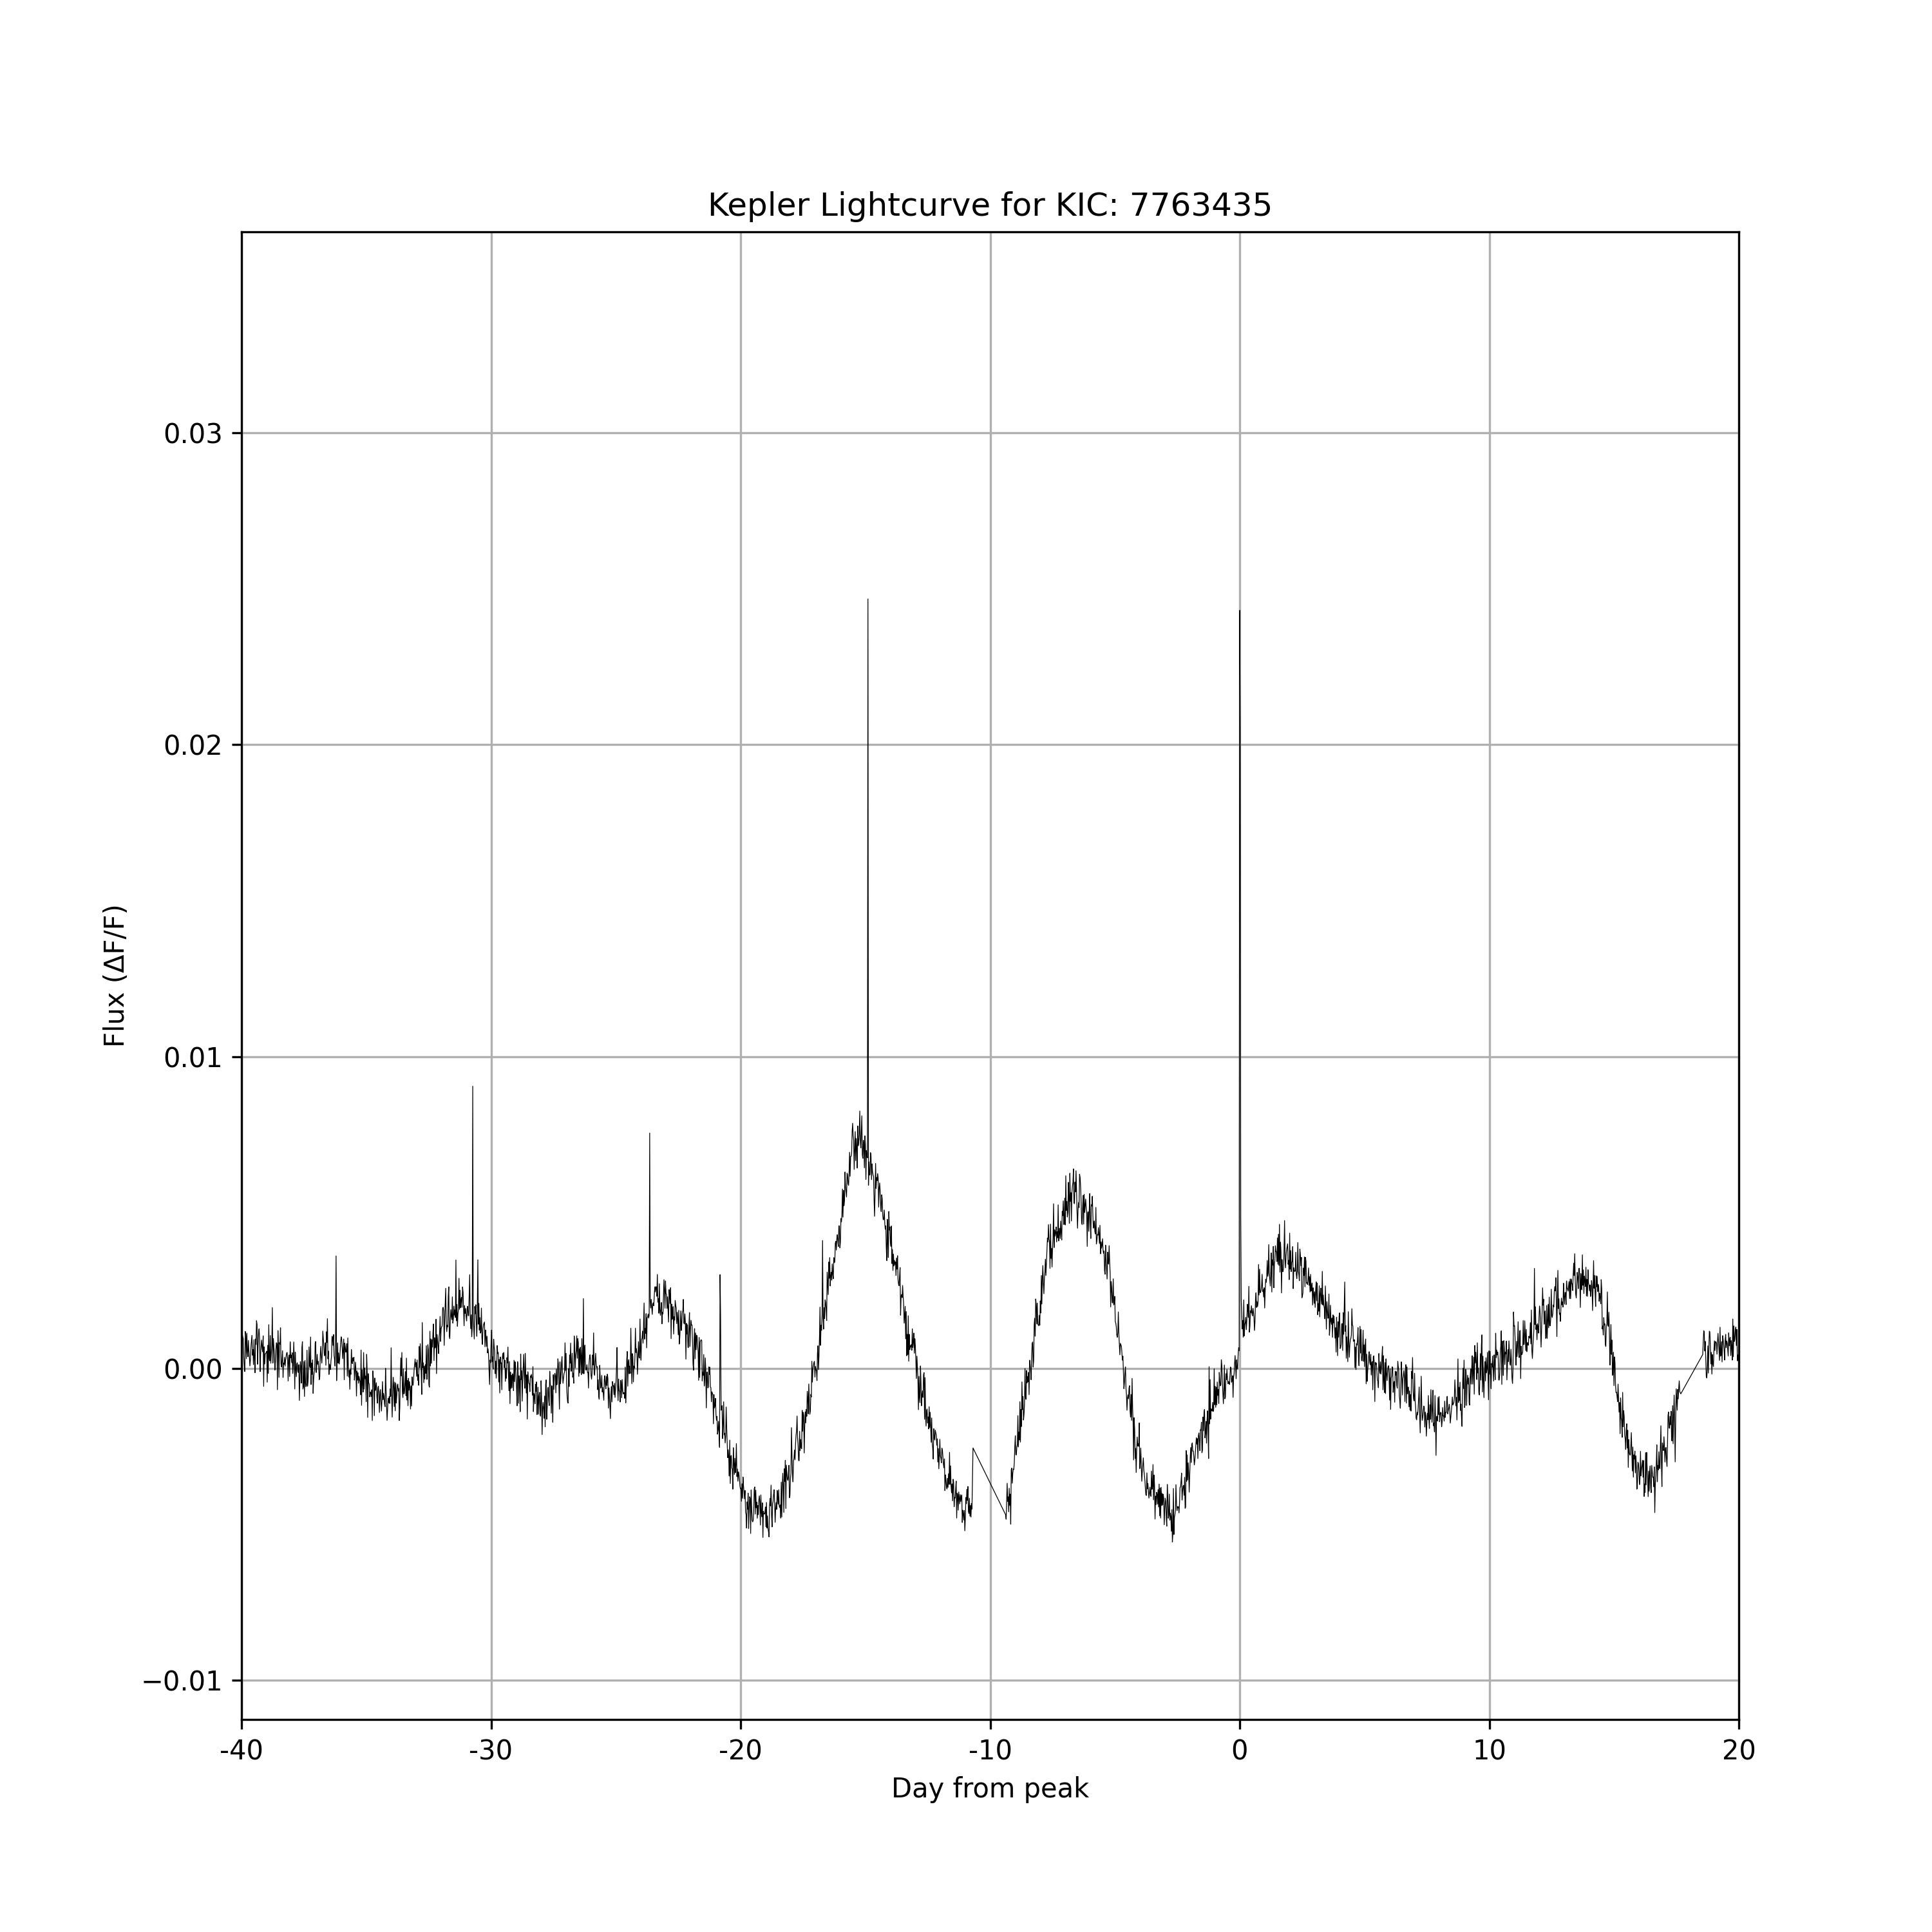 Kepler Lightcurve for KIC: 7763435
0.03
0.02
0.01
0.00
−0.01
Flux (ΔF/F)
-40 -30 -20 -10 0 10 20
Day from peak